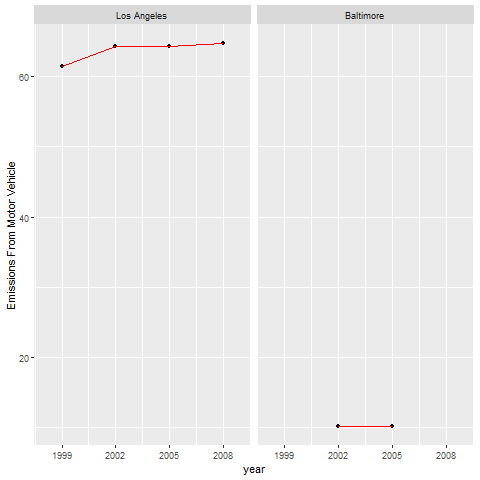 Los Angeles
Baltimore
Emissions From Motor Vehicle
60
40
20
1999 2002 2005 2008
1999 2002 2005 2008
year